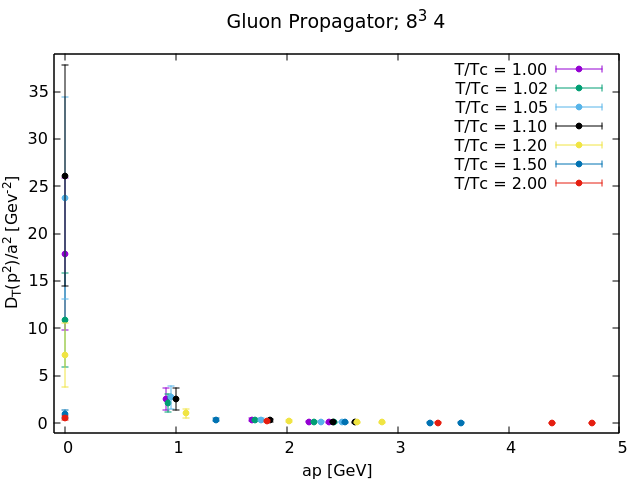 Gluon Propagator; 8³ 4
T/Tc = 1.00
T/Tc = 1.02
T/Tc = 1.05
T/Tc = 1.10
T/Tc = 1.20
T/Tc = 1.50
T/Tc = 2.00
D_T(p²)/a² [Gev⁻²]
35
30
25
20
15
10
5
0
0 1 2 3 4 5
ap [GeV]